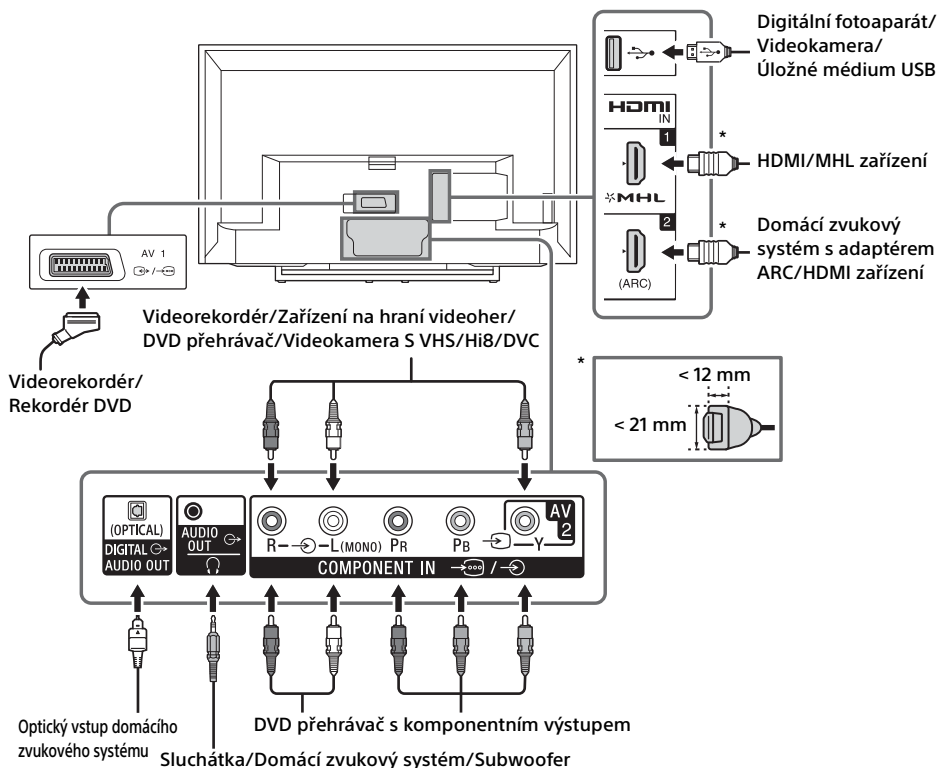 Digitální fotoaparát/
Videokamera/
Úložné médium USB
HDMI
IN
1
*
HDMI/MHL zařízení
MHL
2
*
Domácí zvukový
systém s adaptérem
ARC/HDMI zařízení
(ARC)
AV 1
/
Videorekordér/
Rekordér DVD
Videorekordér/Zařízení na hraní videoher/
DVD přehrávač/Videokamera S VHS/Hi8/DVC
*
< 12 mm
< 21 mm
(OPTICAL)
DIGITAL
AUDIO OUT
AUDIO
OUT
R L(MONO) PR PB Y
AV
2
COMPONENT IN /
DVD přehrávač s komponentním výstupem
Optický vstup domácího
zvukového systému
Sluchátka/Domácí zvukový systém/Subwoofer